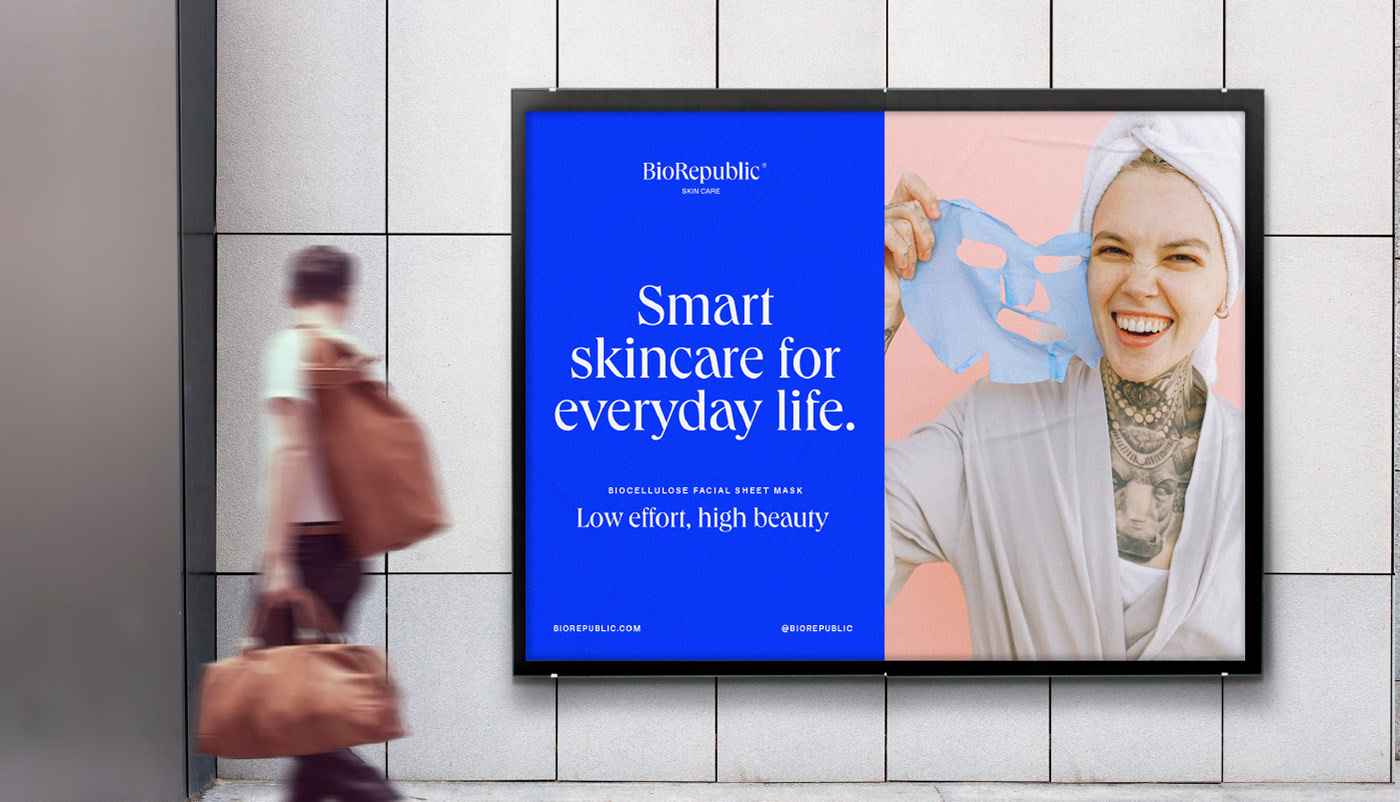 BioRepublic®
SKIN CARE
Smart
skincare for
everyday life.
BIOCELLULOSE FACIAL SHEET MASK
Low effort, high beauty
BIOREPUBLIC.COM
@BIOREPUBLIC